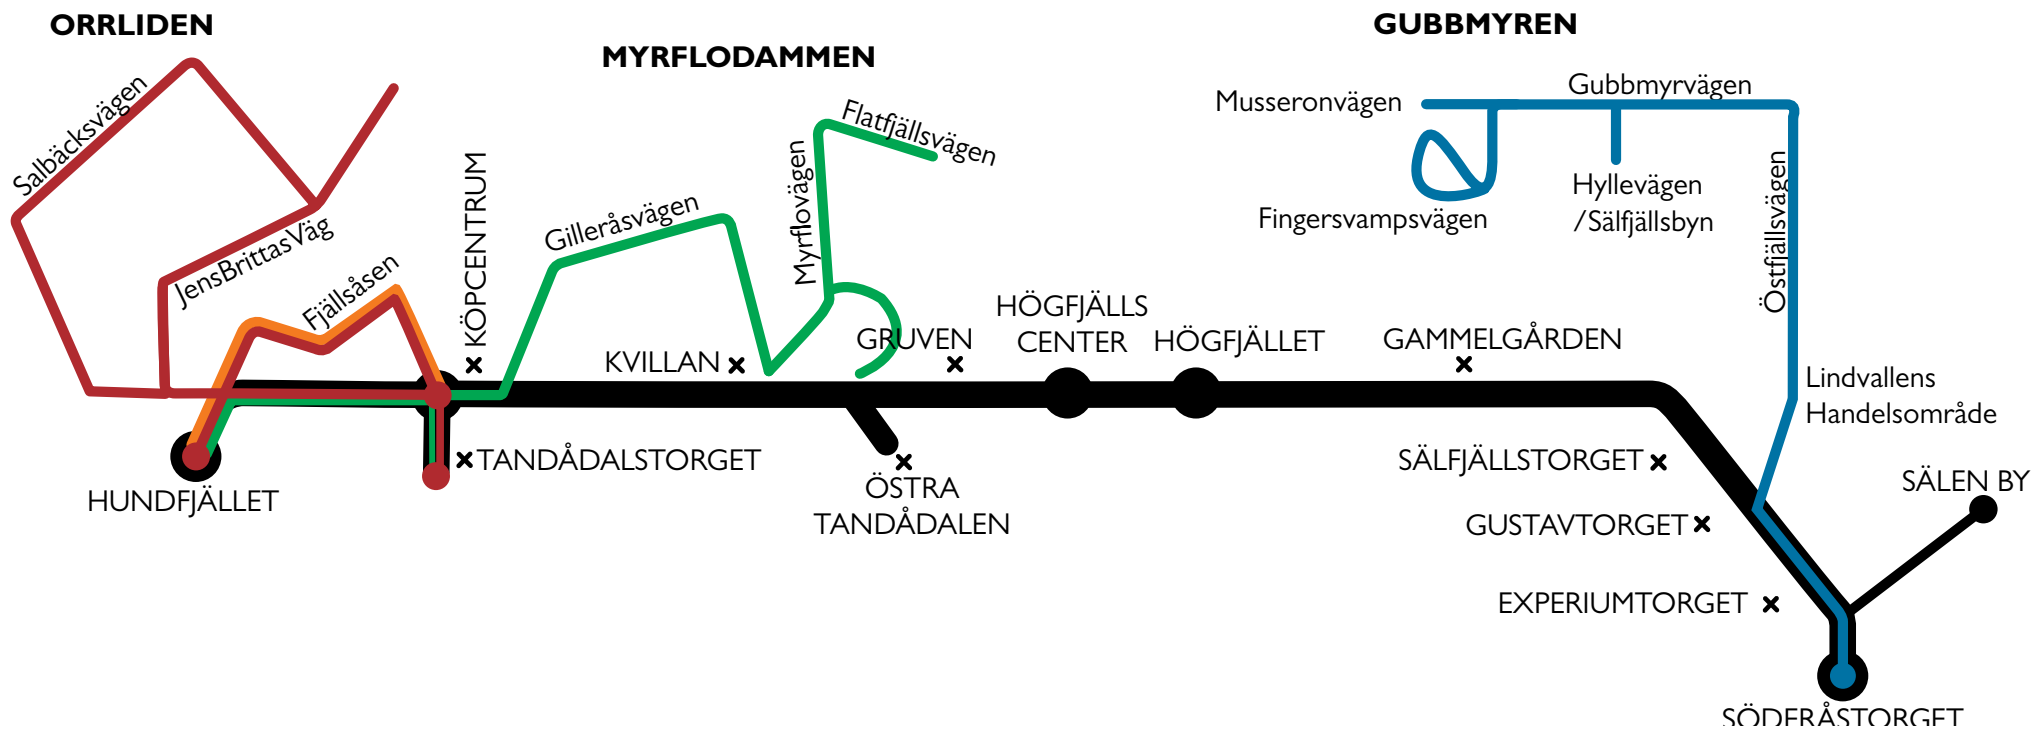 ORRLIDEN
MYRFLODAMMEN
GUBBMYREN
Salbäcksvägen
JensBrittasVäg
Fjällsåsen
KÖPCENTRUM
Gilleråsvägen
Myrflovägen
Flatfjällsvägen
Musseronvägen
Gubbmyrvägen
Fingersvampsvägen
Hyllevägen
/Sälfjällsbyn
Östfjällsvägen
KVILLAN
GRUVEN
HÖGFJÄLLS
CENTER
HÖGFJÄLLET
GAMMELGÅRDEN
Lindvallens
Handelsområde
HUNDFJÄLLET
TANDÅDALSTORGET
ÖSTRA
TANDÅDALEN
SÄLFJÄLLSTORGET
GUSTAVTORGET
EXPERIUMTORGET
SÄLEN BY
SÖDERÅSTORGET